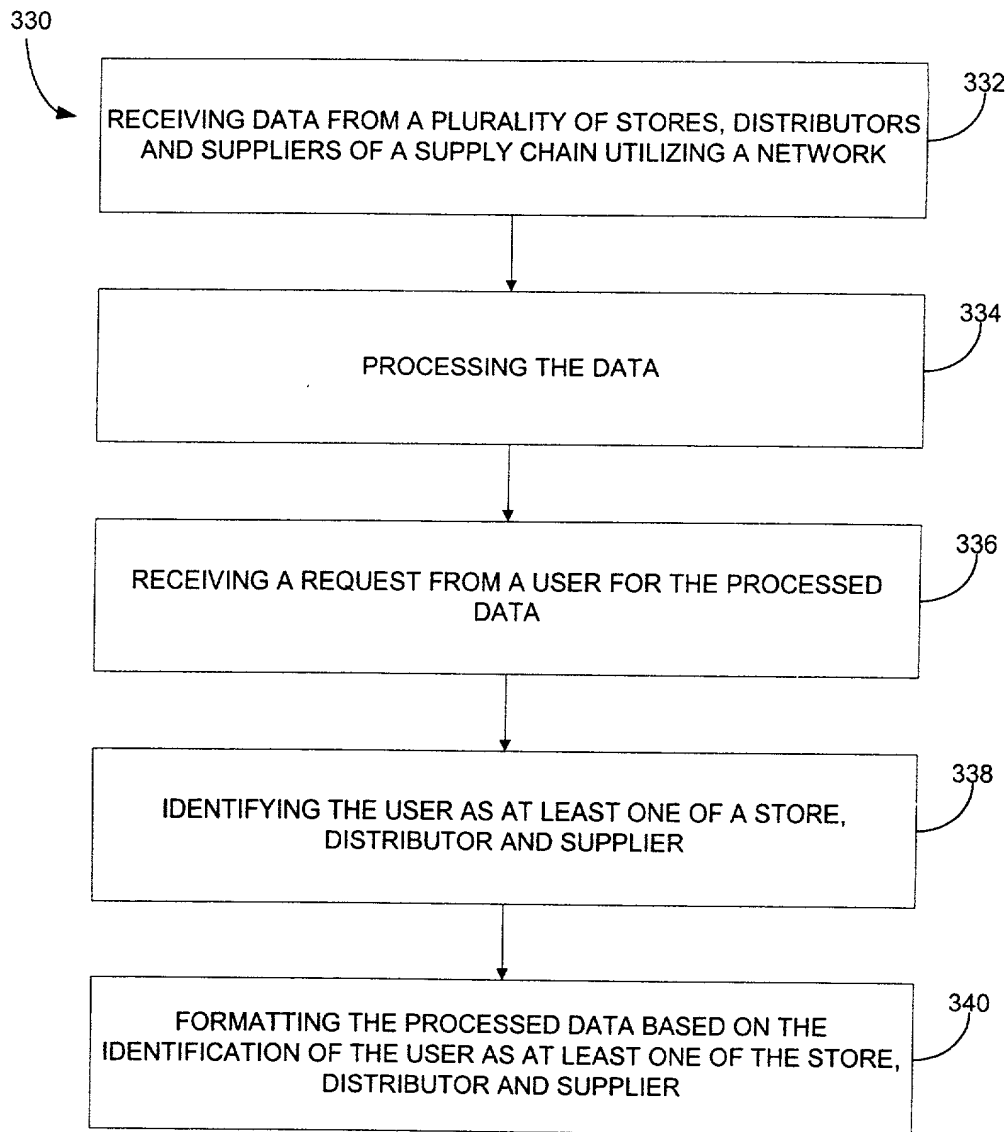 330
332
RECEIVING DATA FROM A PLURALITY OF STORES, DISTRIBUTORS
AND SUPPLIERS OF A SUPPLY CHAIN UTILIZING A NETWORK
334
PROCESSING THE DATA
336
RECEIVING A REQUEST FROM A USER FOR THE PROCESSED
DATA
338
IDENTIFYING THE USER AS AT LEAST ONE OF A STORE,
DISTRIBUTOR AND SUPPLIER
340
FORMATTING THE PROCESSED DATA BASED ON THE
IDENTIFICATION OF THE USER AS AT LEAST ONE OF THE STORE,
DISTRIBUTOR AND SUPPLIER